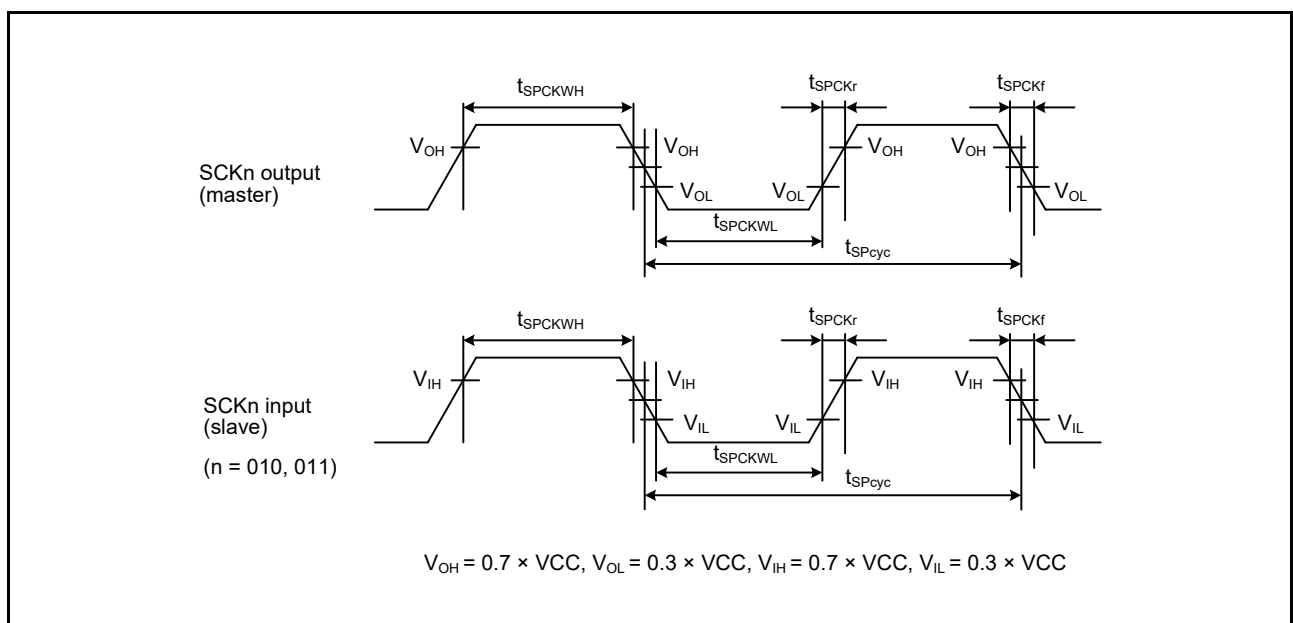 tSPCKWH
tSPCKr
tSPCKf
VOH
VOH
VOH
VOH
SCKn output
(master)
VOL
VOL
VOL
tSPCKWL
tSPcyc
tSPCKWH
tSPCKr
tSPCKf
VIH
VIH
VIH
VIH
SCKn input
(slave)
VIL
VIL
VIL
(n = 010, 011)
tSPCKWL
tSPcyc
VOH = 0.7 × VCC, VOL = 0.3 × VCC, VIH = 0.7 × VCC, VIL = 0.3 × VCC